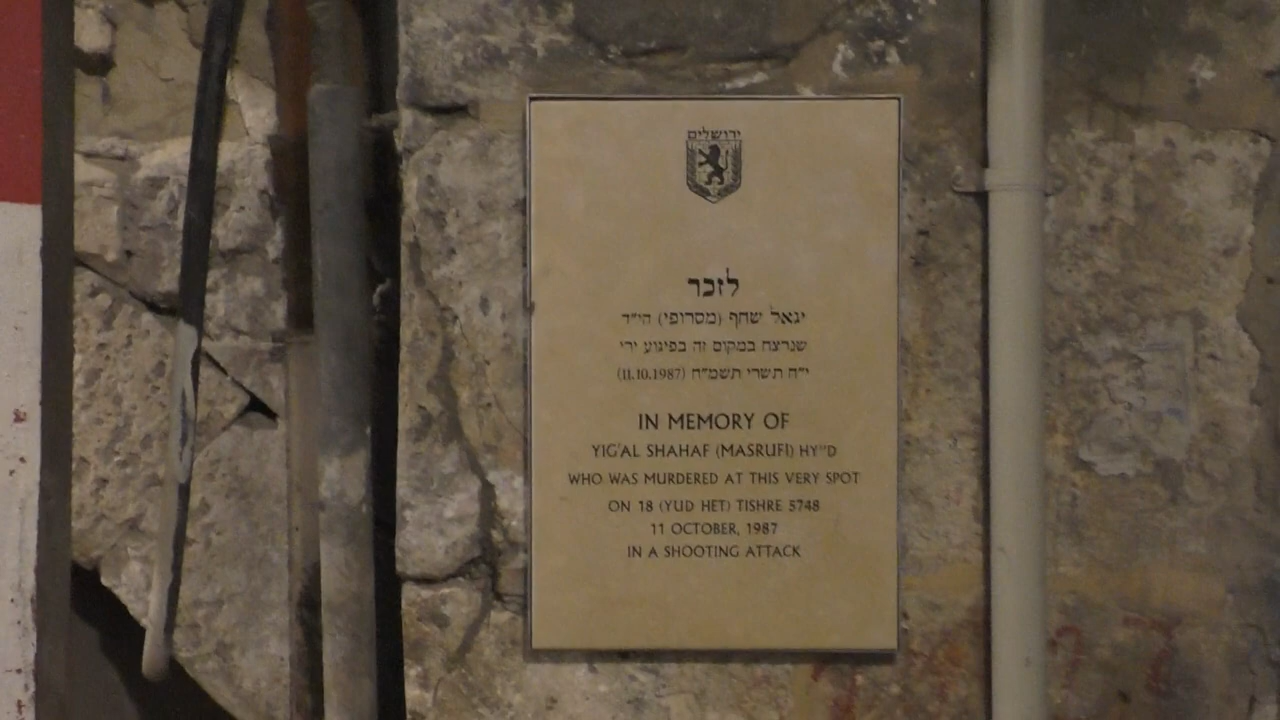 ירושלים
לזכר
יגאל שחף (מסרופי) הי"ד
שנרצח במקום זה בפיגוע ירי
י"ח תשרי תשמ"ח (11.10.1987)
IN MEMORY OF
YIG'AL SHAHAF (MASRUFI) HY"D
WHO WAS MURDERED AT THIS VERY SPOT
ON 18 (YUD HET) TISHRE 5748
11 OCTOBER, 1987
IN A SHOOTING ATTACK